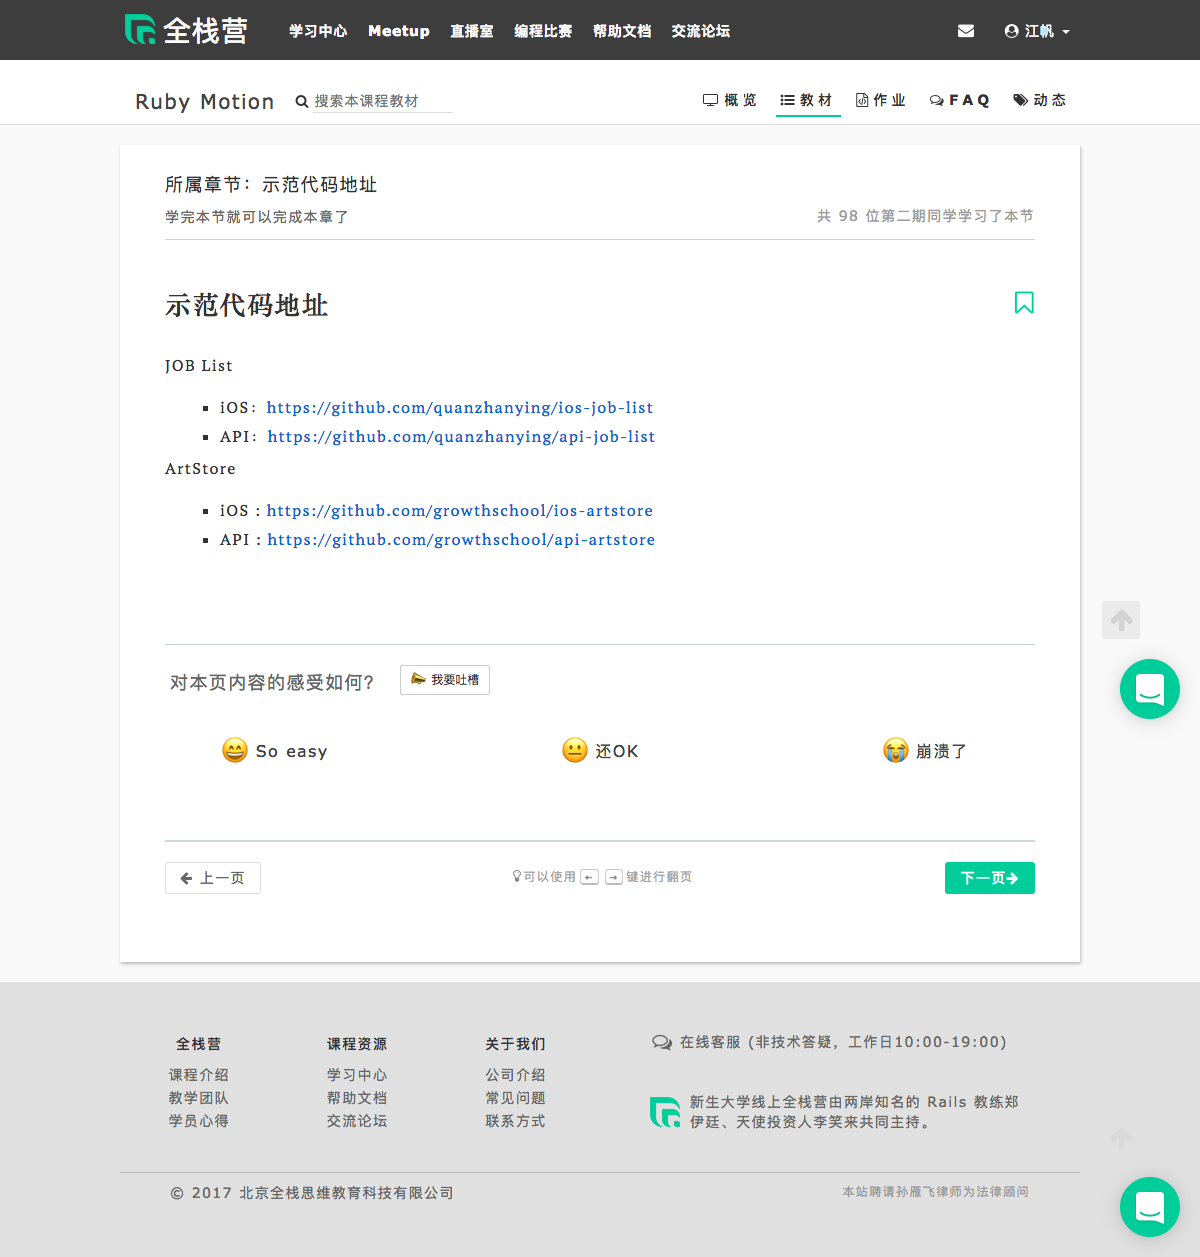 全栈营 学习中心 Meetup 直播室 编程比赛 帮助文档 交流论坛 江帆
Ruby Motion 搜索本课程教材 概览 教材 作业 FAQ 动态
所属章节：示范代码地址
学完本节就可以完成本章了 共 98 位第二期同学学习了本节
示范代码地址
JOB List
iOS：https://github.com/quanzhanying/ios-job-list
API：https://github.com/quanzhanying/api-job-list
ArtStore
iOS : https://github.com/growthschool/ios-artstore
API : https://github.com/growthschool/api-artstore
对本页内容的感受如何？ 我要吐槽
So easy 还OK 崩溃了
上一页 可以使用 ← → 键进行翻页 下一页
全栈营 课程资源 关于我们 在线客服 (非技术答疑，工作日10:00-19:00)
课程介绍 学习中心 公司介绍
教学团队 帮助文档 常见问题 新生大学线上全栈营由两岸知名的 Rails 教练郑
学员心得 交流论坛 联系方式 伊廷、天使投资人李笑来共同主持。
© 2017 北京全栈思维教育科技有限公司 本站聘请孙雁飞律师为法律顾问